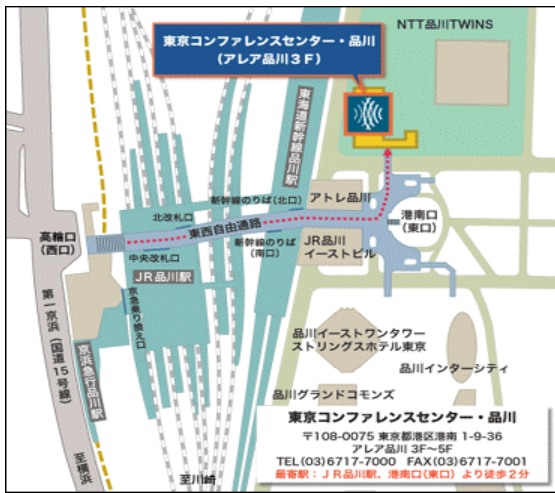 NTT品川TWINS
東京コンファレンスセンター・品川
(アレア品川3F)
東海道新幹線品川駅
新幹線のりば(北口)
アトレ品川
北改札口
東西自由通路
港南口
(東口)
高輪口
(西口)
新幹線のりば
(南口)
JR品川
イーストビル
中央改札口
JR品川駅
京急乗り換え口
第一京浜(国道15号線)
京浜急行品川駅
品川イーストワンタワー
ストリングスホテル東京
品川インターシティ
品川グランドコモンズ
至横浜
至川崎
東京コンファレンスセンター・品川
〒108-0075 東京都港区港南 1-9-36
アレア品川 3F~5F
TEL(03)6717-7000 FAX(03)6717-7001
最寄駅:JR品川駅、港南口(東口)より徒歩2分